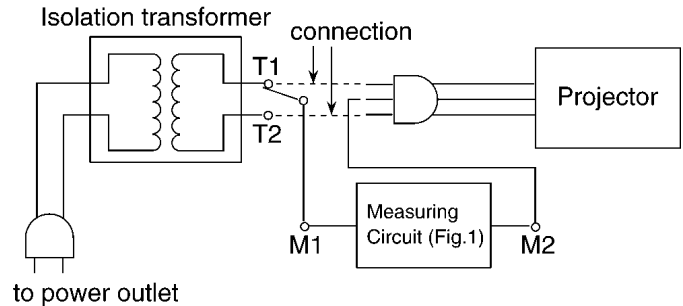 Isolation transformer
connection
T1
T2
Projector
M1
Measuring
Circuit (Fig.1)
M2
to power outlet